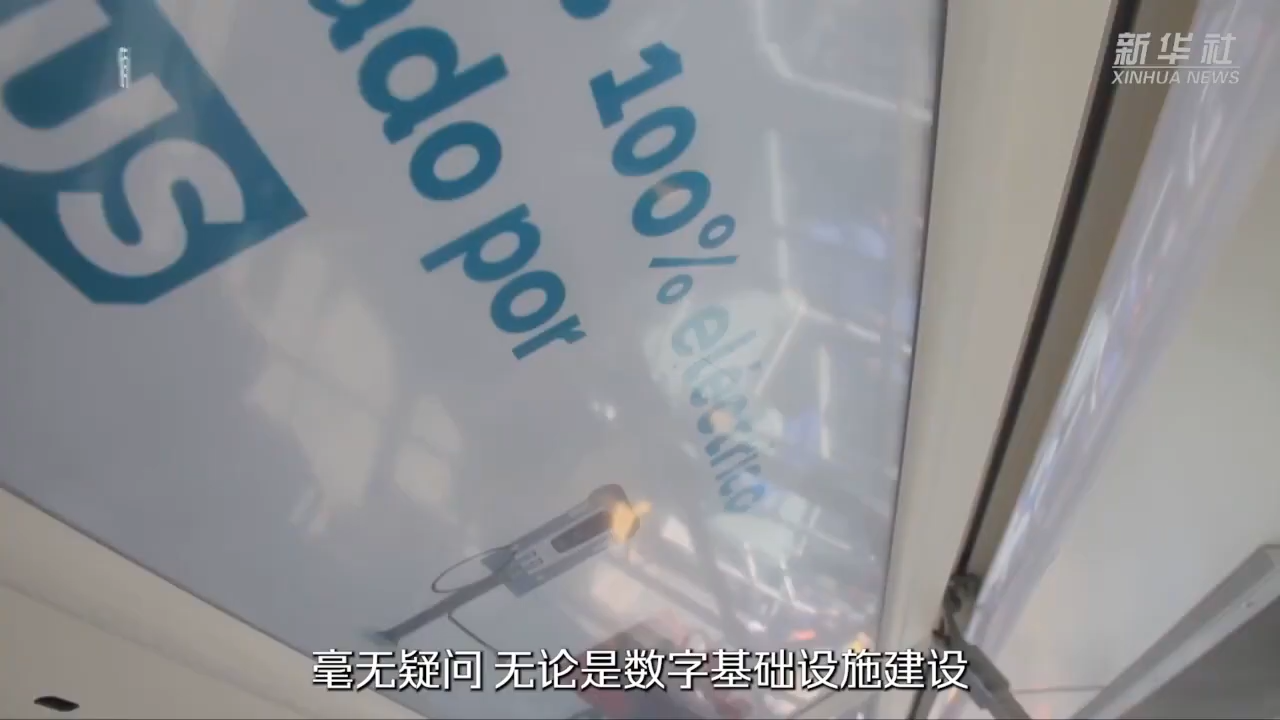 新华社
XINHUA NEWS
us
ado por
100% eléctrico
毫无疑问 无论是数字基础设施建设